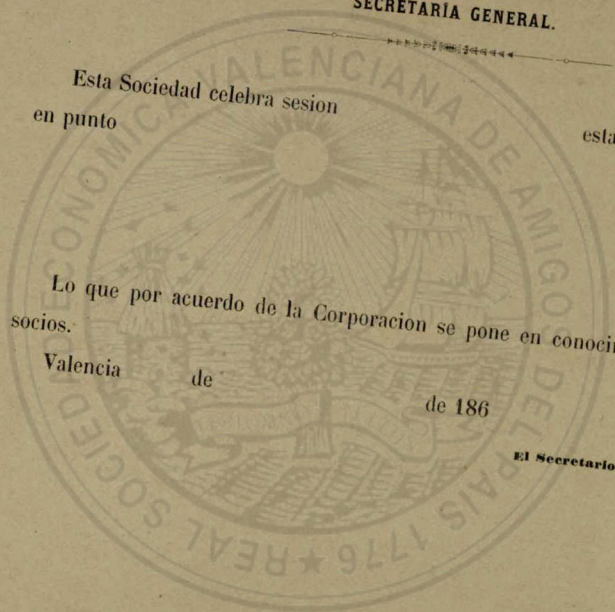 SECRETARÍA GENERAL.
Esta Sociedad celebra sesion
en punto esta
Lo que por acuerdo de la Corporacion se pone en conocim
socios.
Valencia de de 186
El Secretario
REAL SOCIEDAD ECONOMICA VALENCIANA DE AMIGOS DEL PAIS 1776